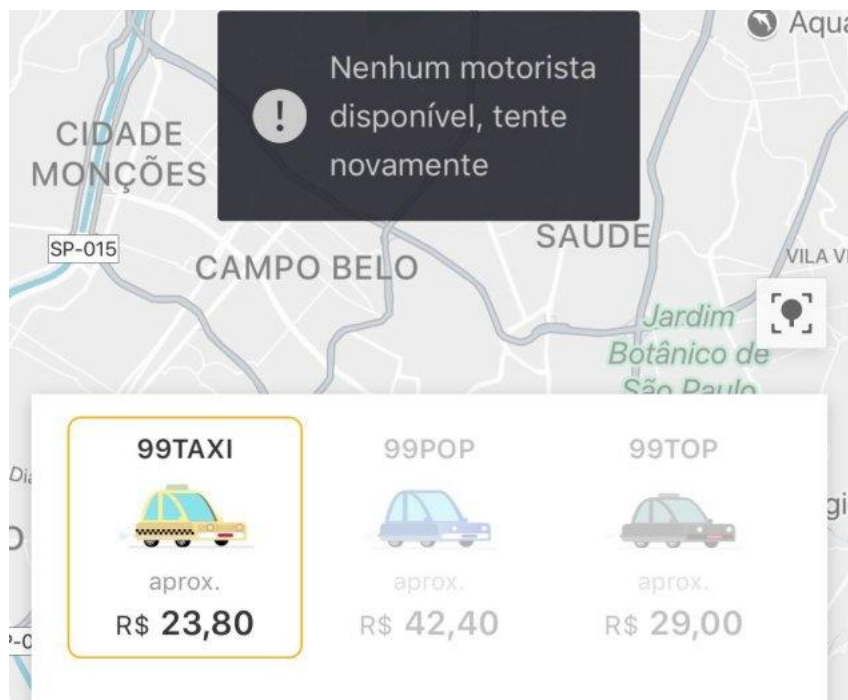 Aqua
Nenhum motorista
disponível, tente
novamente
CIDADE
MONÇÕES
SP-015
CAMPO BELO
SAÚDE
VILA VE
Jardim
Botânico de
São Paulo
99TAXI
99POP
99TOP
aprox.
aprox.
aprox.
R$ 23,80
R$ 42,40
R$ 29,00